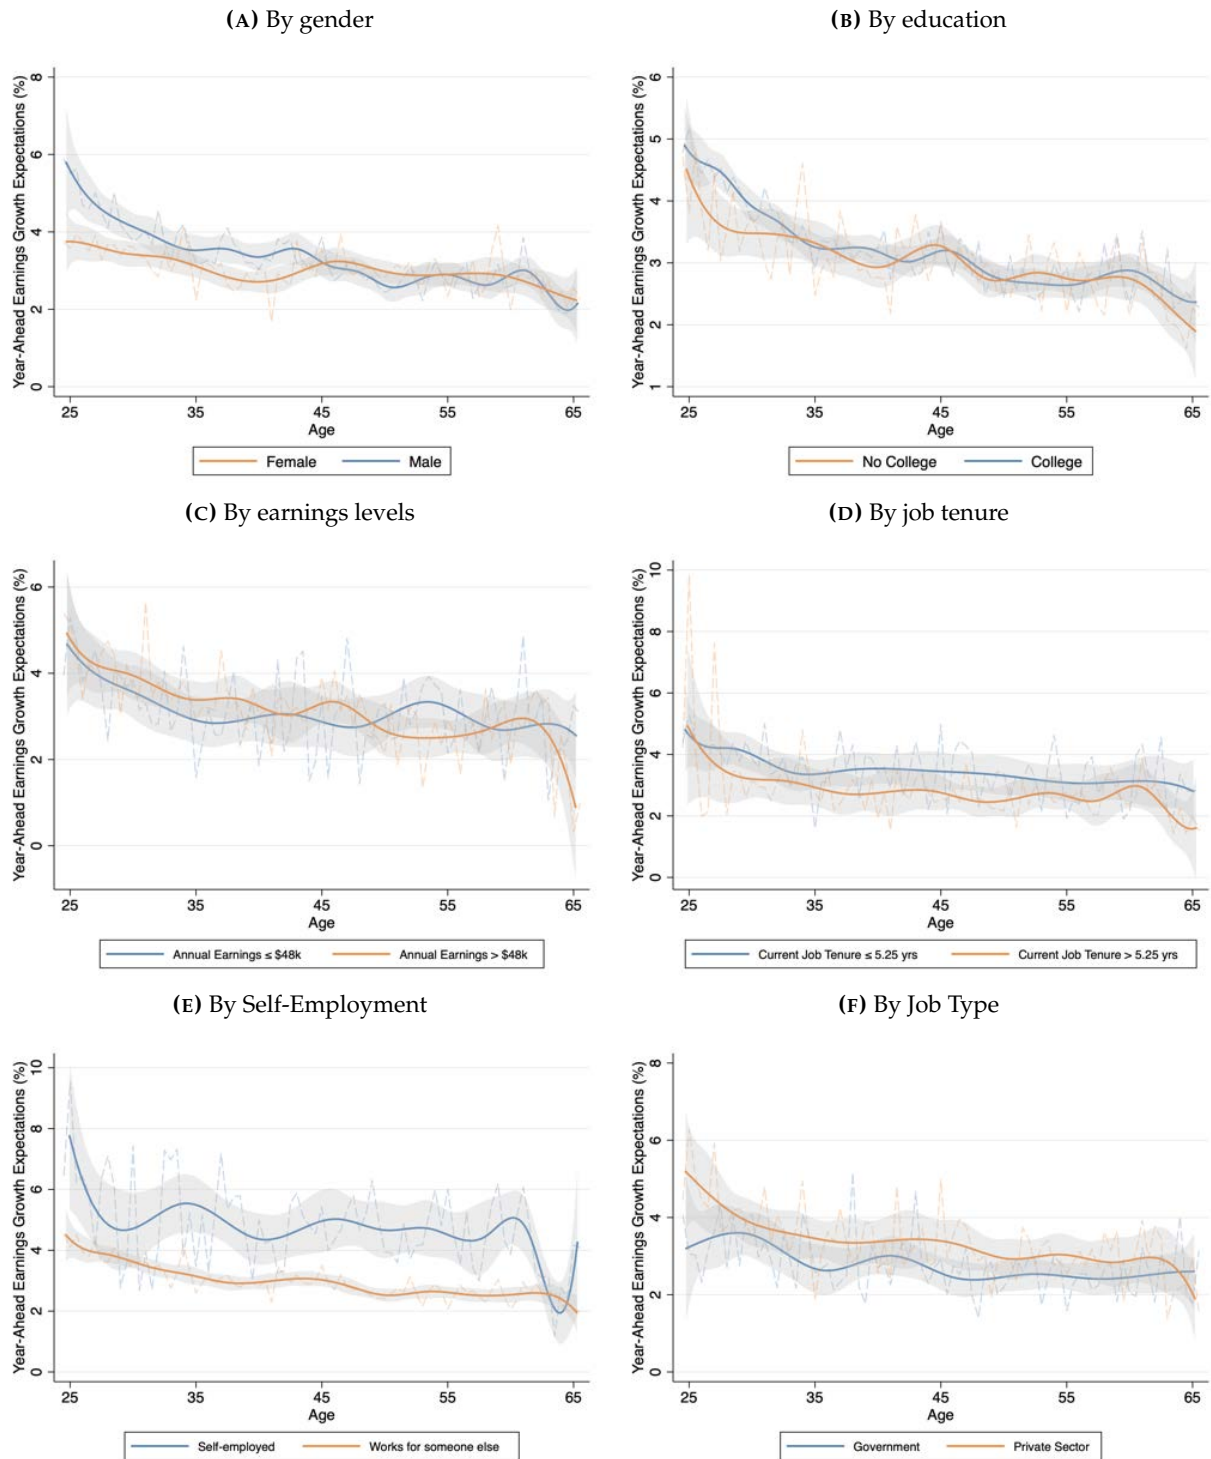 (A) By gender
Year-Ahead Earnings Growth Expectations (%)
8
6
4
2
0
25 35 45 55 65
Age
Female Male
(B) By education
Year-Ahead Earnings Growth Expectations (%)
6
5
4
3
2
1
25 35 45 55 65
Age
No College College
(C) By earnings levels
Year-Ahead Earnings Growth Expectations (%)
6
4
2
0
25 35 45 55 65
Age
Annual Earnings ≤ $48k Annual Earnings > $48k
(D) By job tenure
Year-Ahead Earnings Growth Expectations (%)
10
8
6
4
2
0
25 35 45 55 65
Age
Current Job Tenure ≤ 5.25 yrs Current Job Tenure > 5.25 yrs
(E) By Self-Employment
Year-Ahead Earnings Growth Expectations (%)
10
8
6
4
2
0
25 35 45 55 65
Age
Self-employed Works for someone else
(F) By Job Type
Year-Ahead Earnings Growth Expectations (%)
8
6
4
2
0
25 35 45 55 65
Age
Government Private Sector